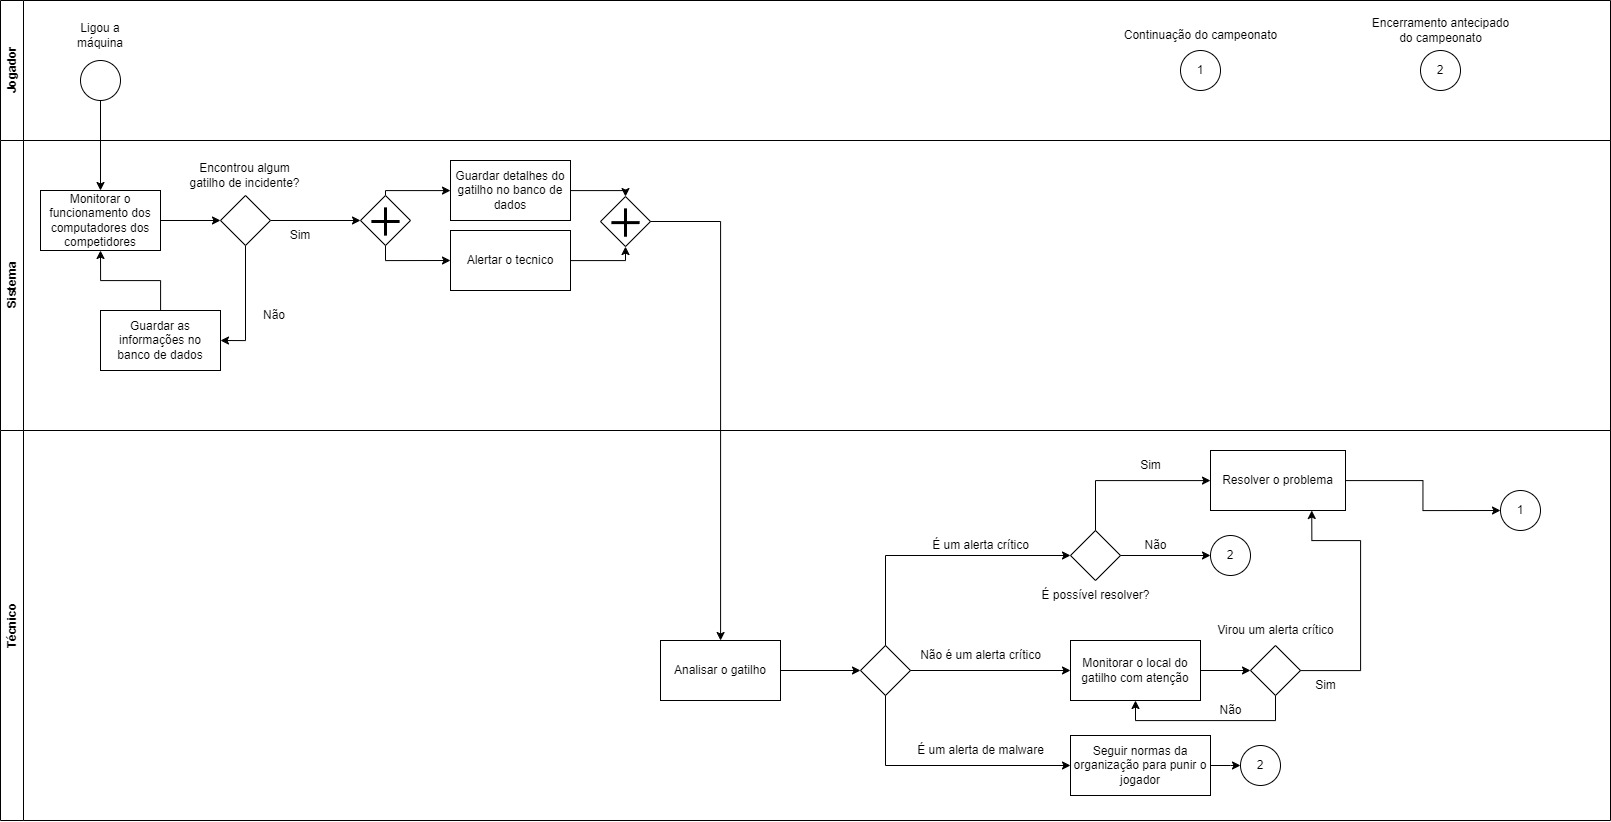 Jogador
Ligou a
máquina
Continuação do campeonato
1
Encerramento antecipado
do campeonato
2
Sistema
Monitorar o
funcionamento dos
computadores dos
competidores
Encontrou algum
gatilho de incidente?
Sim
Não
Guardar as
informações no
banco de dados
Guardar detalhes do
gatilho no banco de
dados
Alertar o tecnico
Técnico
Analisar o gatilho
É um alerta crítico
É possível resolver?
Sim
Não
2
Resolver o problema
1
Não é um alerta crítico
Monitorar o local do
gatilho com atenção
Virou um alerta crítico
Sim
Não
É um alerta de malware
Seguir normas da
organização para punir o
jogador
2